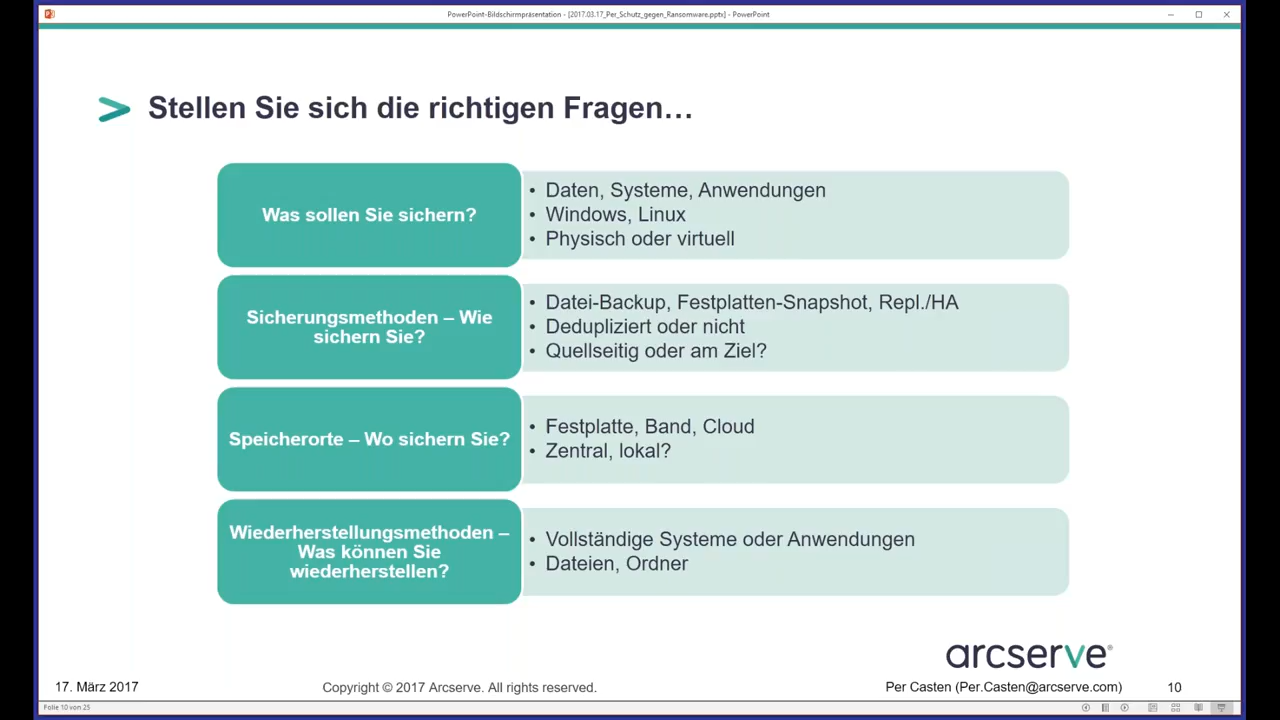 PowerPoint-Bildschirmpräsentation - [2017.03.17_Per_Schutz_gegen_Ransomware.pptx] - PowerPoint
Stellen Sie sich die richtigen Fragen…
Was sollen Sie sichern?
• Daten, Systeme, Anwendungen
• Windows, Linux
• Physisch oder virtuell
Sicherungsmethoden – Wie
sichern Sie?
• Datei-Backup, Festplatten-Snapshot, Repl./HA
• Dedupliziert oder nicht
• Quellseitig oder am Ziel?
Speicherorte – Wo sichern Sie?
• Festplatte, Band, Cloud
• Zentral, lokal?
Wiederherstellungsmethoden –
Was können Sie
wiederherstellen?
• Vollständige Systeme oder Anwendungen
• Dateien, Ordner
arcserve®
17. März 2017
Copyright © 2017 Arcserve. All rights reserved.
Per Casten (Per.Casten@arcserve.com)
10
Folie 10 von 25